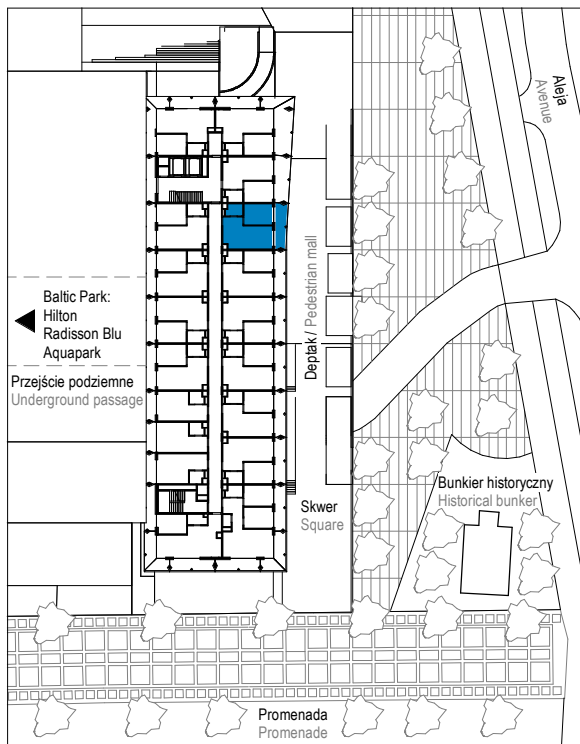 Aleja
Avenue
Baltic Park:
Hilton
Radisson Blu
Aquapark
Przejście podziemne
Underground passage
Deptak / Pedestrian mall
Skwer
Square
Bunkier historyczny
Historical bunker
Promenada
Promenade